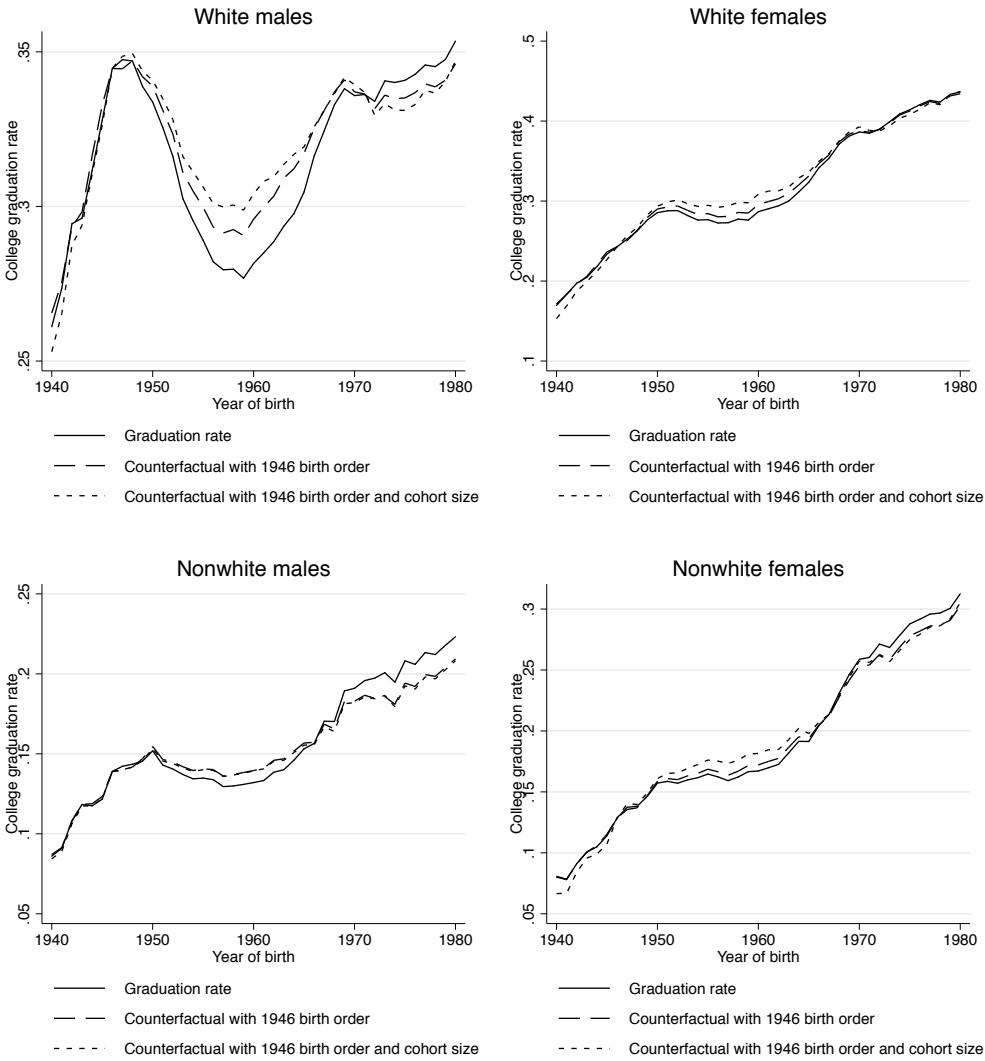 White males
College graduation rate
.35
.3
.25
1940 1950 1960 1970 1980
Year of birth
Graduation rate
Counterfactual with 1946 birth order
Counterfactual with 1946 birth order and cohort size
White females
College graduation rate
.5
.4
.3
.2
.1
1940 1950 1960 1970 1980
Year of birth
Graduation rate
Counterfactual with 1946 birth order
Counterfactual with 1946 birth order and cohort size
Nonwhite males
College graduation rate
.25
.2
.15
.1
.05
1940 1950 1960 1970 1980
Year of birth
Graduation rate
Counterfactual with 1946 birth order
Counterfactual with 1946 birth order and cohort size
Nonwhite females
College graduation rate
.3
.25
.2
.15
.1
.05
1940 1950 1960 1970 1980
Year of birth
Graduation rate
Counterfactual with 1946 birth order
Counterfactual with 1946 birth order and cohort size